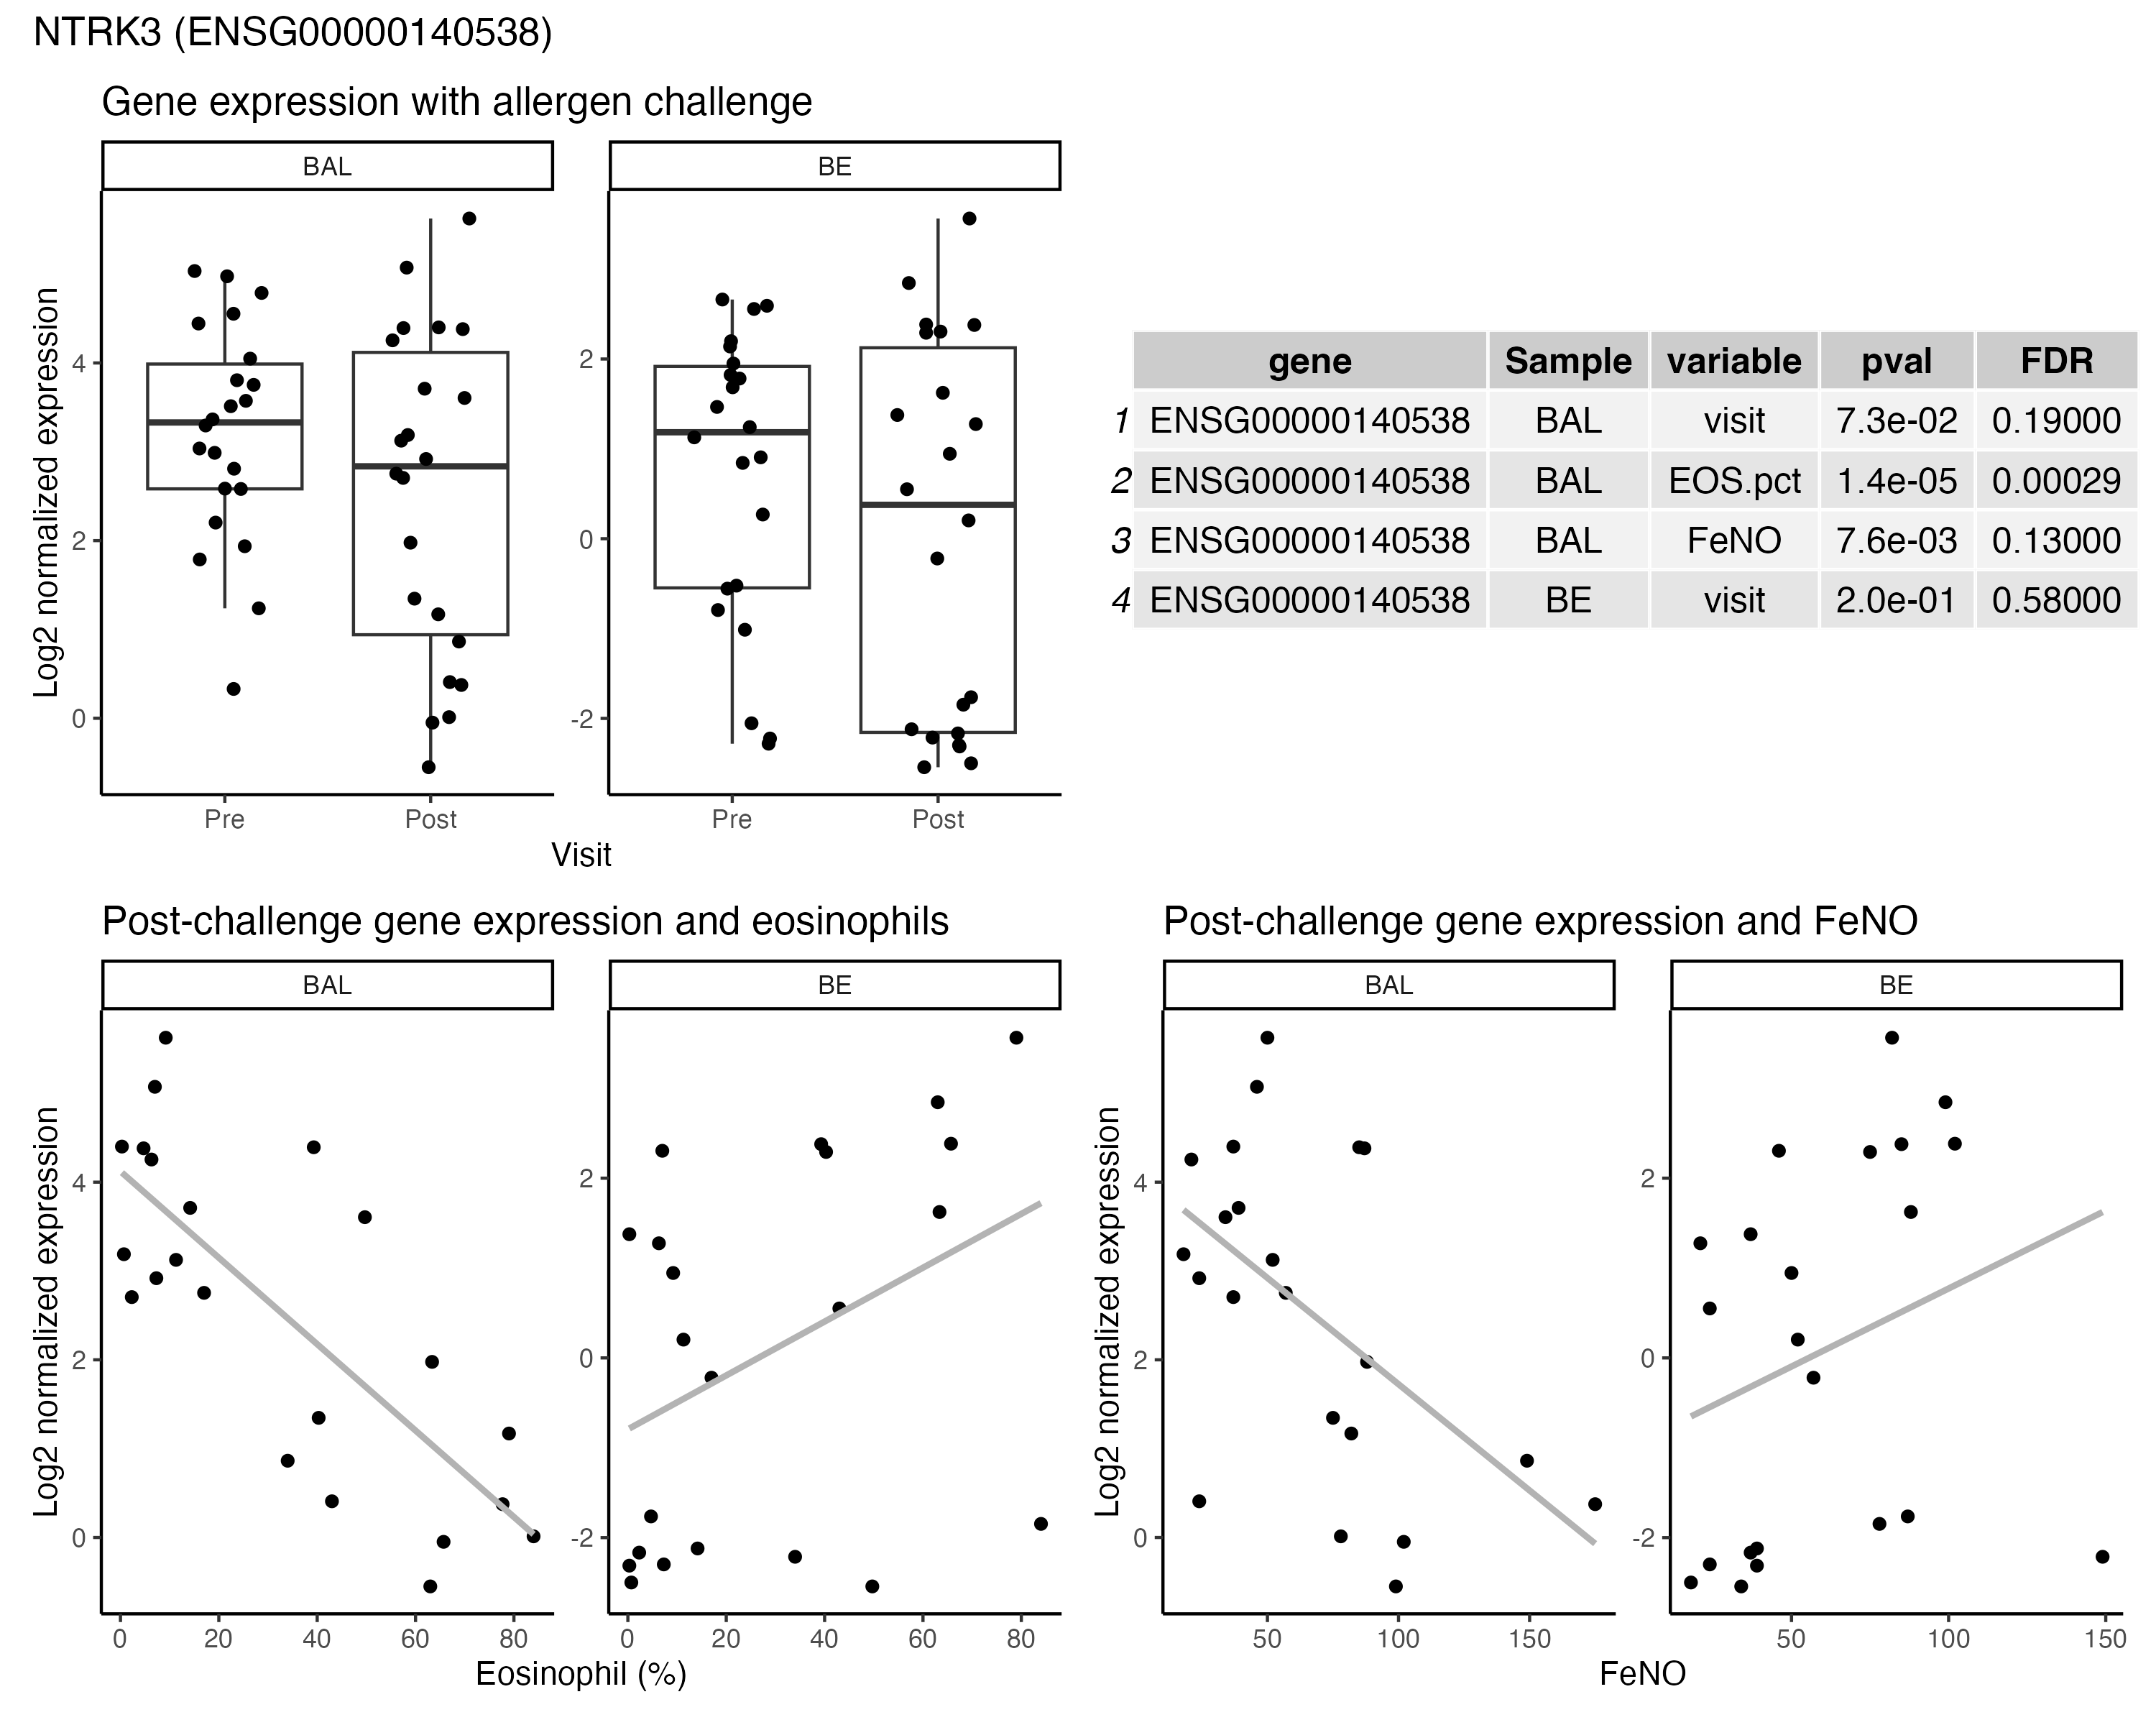 NTRK3 (ENSG00000140538)
Gene expression with allergen challenge
BAL BE
Log2 normalized expression
4
2
0
2
0
-2
Pre Post Pre Post
Visit
gene Sample variable pval FDR
1 ENSG00000140538 BAL visit 7.3e-02 0.19000
2 ENSG00000140538 BAL EOS.pct 1.4e-05 0.00029
3 ENSG00000140538 BAL FeNO 7.6e-03 0.13000
4 ENSG00000140538 BE visit 2.0e-01 0.58000
Post-challenge gene expression and eosinophils
BAL BE
Log2 normalized expression
4
2
0
2
0
-2
0 20 40 60 80 0 20 40 60 80
Eosinophil (%)
Post-challenge gene expression and FeNO
BAL BE
Log2 normalized expression
4
2
0
2
0
-2
50 100 150 50 100 150
FeNO